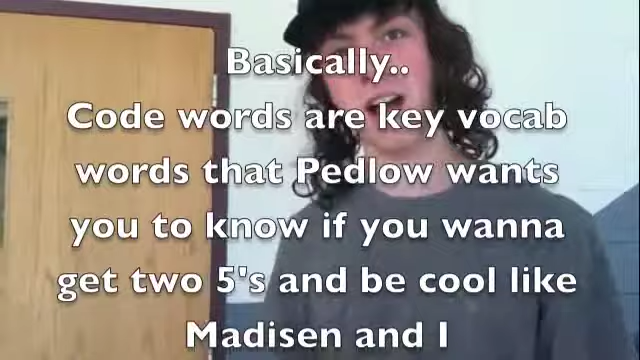 Basically..
Code words are key vocab
words that Pedlow wants
you to know if you wanna
get two 5's and be cool like
Madisen and I